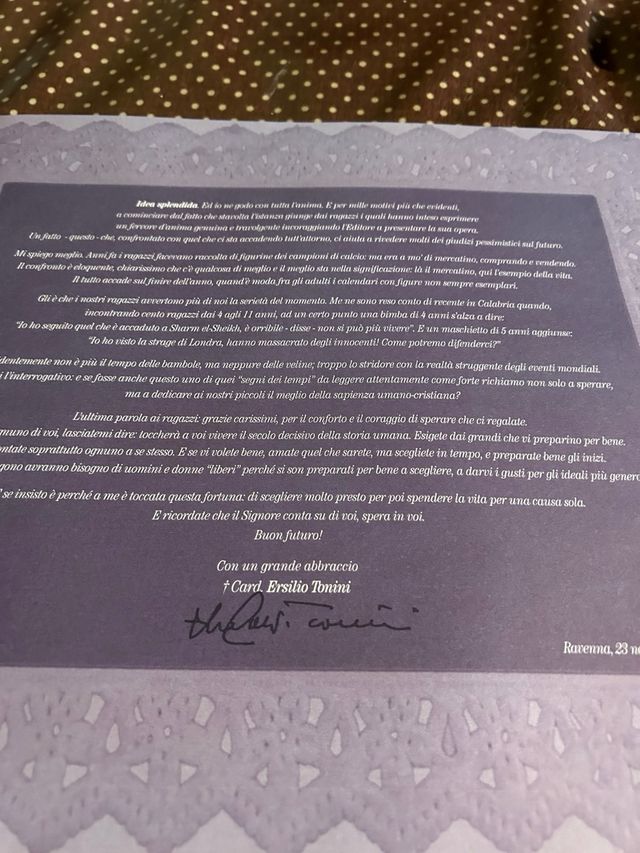 Idea splendida. Ed io ne godo con tutta l'anima. E per mille motivi più che evidenti,
a cominciare dal fatto che stavolta l'istanza giunge dai ragazzi i quali hanno inteso esprimere
un fervore d'anima genuina e travolgente incoraggiando l'Editore a presentare la sua opera.
Un fatto - questo - che, confrontato con quel che ci sta accadendo tutt'attorno, ci aiuta a rivedere molti dei giudizi pessimistici sul futuro.
Mi spiego meglio. Anni fa i ragazzi facevano raccolta di figurine dei campioni di calcio: ma era a mo' di mercatino, comprando e vendendo.
Il confronto è eloquente, chiarissimo che c'è qualcosa di meglio e il meglio sta nella significazione: là il mercatino, qui l'esempio della vita.
Il tutto accade sul finire dell'anno, quand'è moda fra gli adulti i calendari con figure non sempre esemplari.
Gli è che i nostri ragazzi avvertono più di noi la serietà del momento. Me ne sono reso conto di recente in Calabria quando,
incontrando cento ragazzi dai 4 agli 11 anni, ad un certo punto una bimba di 4 anni s'alza a dire:
"Io ho seguito quel che è accaduto a Sharm el-Sheikh, è orribile - disse - non si può più vivere". E un maschietto di 5 anni aggiunse:
"Io ho visto la strage di Londra, hanno massacrato degli innocenti! Come potremo difenderci?"
identemente non è più il tempo delle bambole, ma neppure delle veline; troppo lo stridore con la realtà struggente degli eventi mondiali.
i l'interrogativo: e se fosse anche questo uno di quei "segni dei tempi" da leggere attentamente come forte richiamo non solo a sperare,
ma a dedicare ai nostri piccoli il meglio della sapienza umano-cristiana?
L'ultima parola ai ragazzi: grazie carissimi, per il conforto e il coraggio di sperare che ci regalate.
gnuno di voi, lasciatemi dire: toccherà a voi vivere il secolo decisivo della storia umana. Esigete dai grandi che vi preparino per bene.
ntate soprattutto ognuno a se stesso. E se vi volete bene, amate quel che sarete, ma scegliete in tempo, e preparate bene gli inizi.
gono avranno bisogno di uomini e donne "liberi" perché si son preparati per bene a scegliere, a darvi i gusti per gli ideali più genero
E se insisto è perché a me è toccata questa fortuna: di scegliere molto presto per poi spendere la vita per una causa sola.
E ricordate che il Signore conta su di voi, spera in voi.
Buon futuro!
Con un grande abbraccio
† Card. Ersilio Tonini
Ravenna, 23 no